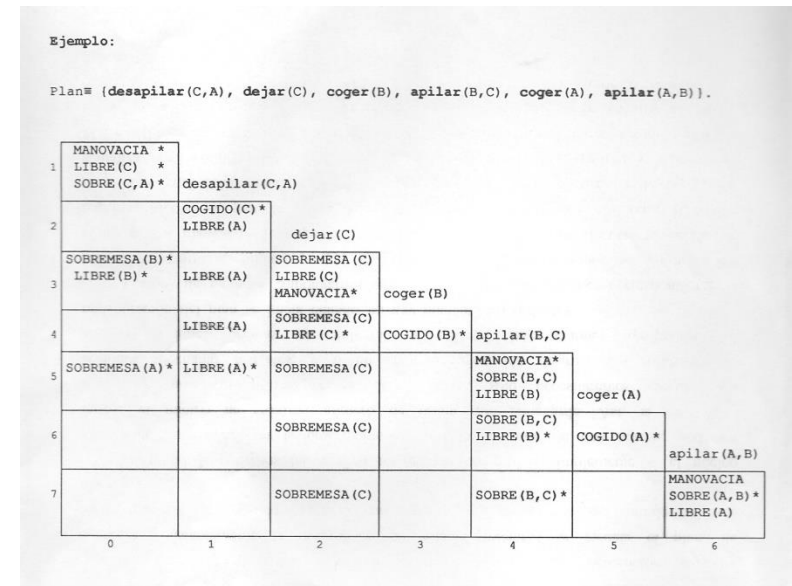 Ejemplo:
Plan≡ {desapilar(C,A), dejar(C), coger(B), apilar(B,C), coger(A), apilar(A,B)}.
MANOVACIA *
1 LIBRE(C) *
SOBRE(C,A)* desapilar(C,A)
COGIDO(C)*
2 LIBRE(A) dejar(C)
SOBREMESA(B)* SOBREMESA(C)
3 LIBRE(B)* LIBRE(A) LIBRE(C)
MANOVACIA* coger(B)
SOBREMESA(C)
4 LIBRE(A) LIBRE(C)* COGIDO(B)* apilar(B,C)
MANOVACIA*
5 SOBREMESA(A)* LIBRE(A)* SOBREMESA(C) SOBRE(B,C)
LIBRE(B) coger(A)
SOBRE(B,C)
6 SOBREMESA(C) LIBRE(B)* COGIDO(A)*
apilar(A,B)
MANOVACIA
7 SOBREMESA(C) SOBRE(B,C)* SOBRE(A,B)*
LIBRE(A)
0 1 2 3 4 5 6